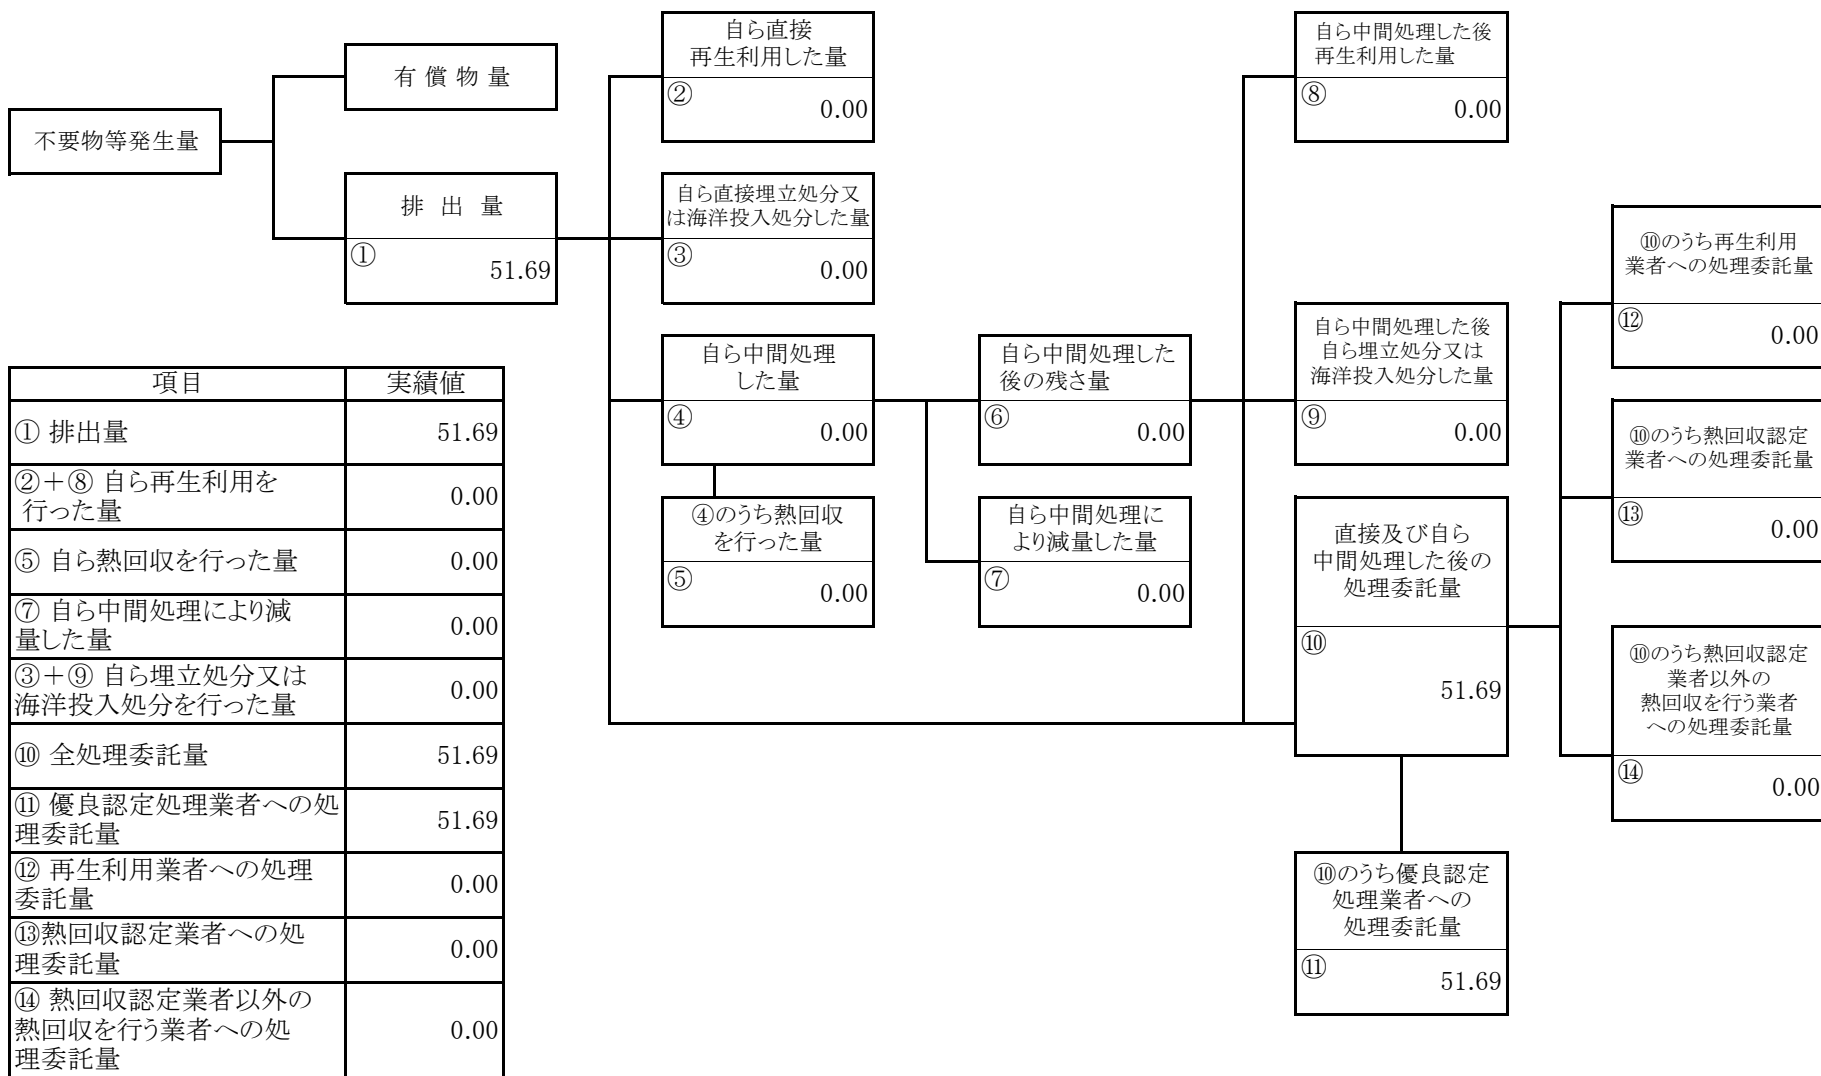 不要物等発生量
有 償 物 量
排 出 量
①
51.69
自ら直接
再生利用した量
②
0.00
自ら直接埋立処分又
は海洋投入処分した量
③
0.00
自ら中間処理
した量
④
0.00
④のうち熱回収
を行った量
⑤
0.00
自ら中間処理した
後の残さ量
⑥
0.00
自ら中間処理に
より減量した量
⑦
0.00
自ら中間処理した後
再生利用した量
⑧
0.00
自ら中間処理した後
自ら埋立処分又は
海洋投入処分した量
⑨
0.00
直接及び自ら
中間処理した後の
処理委託量
⑩
51.69
⑩のうち優良認定
処理業者への
処理委託量
⑪
51.69
⑩のうち再生利用
業者への処理委託量
⑫
0.00
⑩のうち熱回収認定
業者への処理委託量
⑬
0.00
⑩のうち熱回収認定
業者以外の
熱回収を行う業者
への処理委託量
⑭
0.00
項目 実績値
① 排出量 51.69
②＋⑧ 自ら再生利用を
行った量
0.00
⑤ 自ら熱回収を行った量 0.00
⑦ 自ら中間処理により減
量した量
0.00
③＋⑨ 自ら埋立処分又は
海洋投入処分を行った量
0.00
⑩ 全処理委託量 51.69
⑪ 優良認定処理業者への処
理委託量
51.69
⑫ 再生利用業者への処理
委託量
0.00
⑬熱回収認定業者への処
理委託量
0.00
⑭ 熱回収認定業者以外の
熱回収を行う業者への処
理委託量
0.00